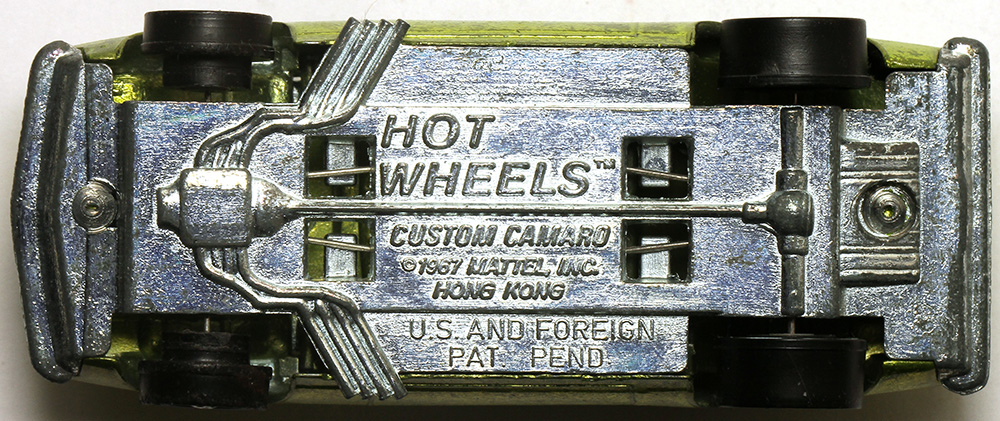 HOT
WHEELS™
CUSTOM CAMARO
©1967 MATTEL, INC.
HONG KONG
U.S. AND FOREIGN
PAT PEND